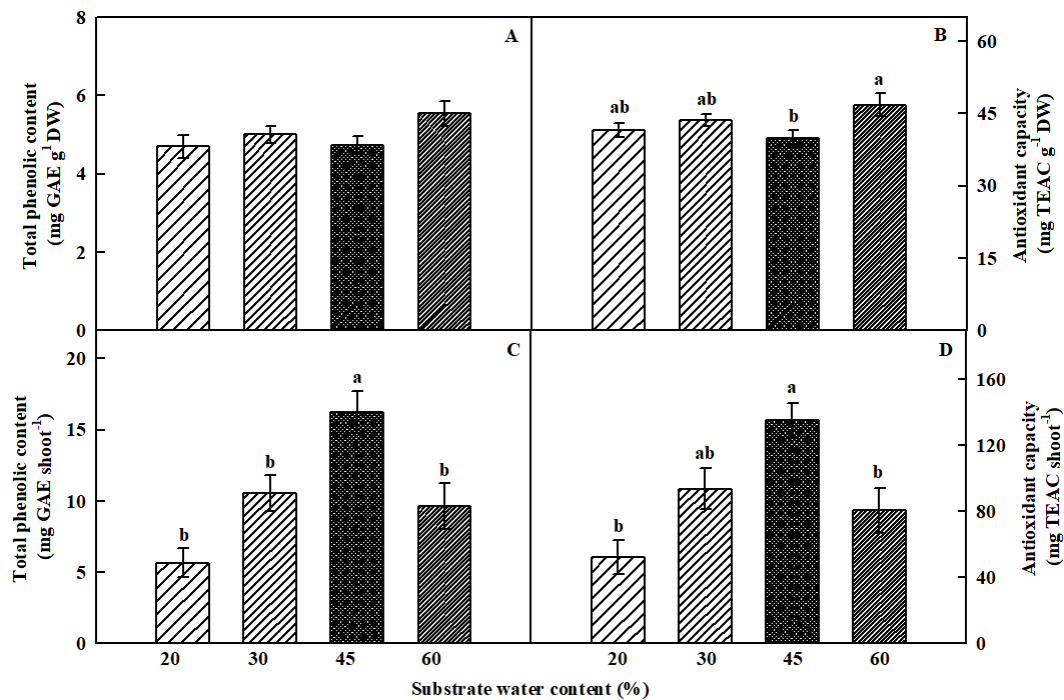 Total phenolic content
(mg GAE g¹ DW)
8
6
4
2
0
A
B
ab
ab
b
a
60
45
30
15
0
Antioxidant capacity
(mg TEAC g⁻¹ DW)
Total phenolic content
(mg GAE shoot⁻¹)
20
15
10
5
0
C
b
b
a
b
D
b
ab
a
b
160
120
80
40
0
Antioxidant capacity
(mg TEAC shoot⁻¹)
20 30 45 60 20 30 45 60
Substrate water content (%)